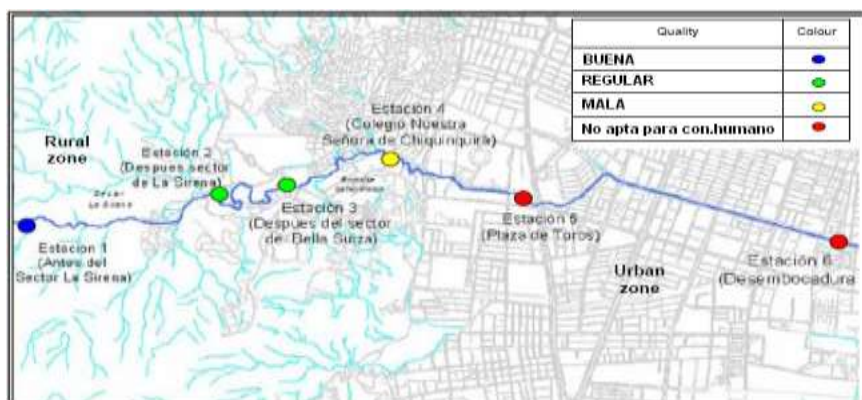 Quality Colour
BUENA
REGULAR
MALA
No apta para con.humano
Rural
zone
Estación 4
(Colegio Nuestra
Señora de Chiquinquirá)
Estación 2
(Despues sector
de La Sirena)
Estación 3
(Despues del sector
de Bella Suiza)
Estación 1
(Antes del
Sector La Sirena)
Estación 5
(Plaza de Toros)
Urban
zone
Estación 6
(Desembocadura